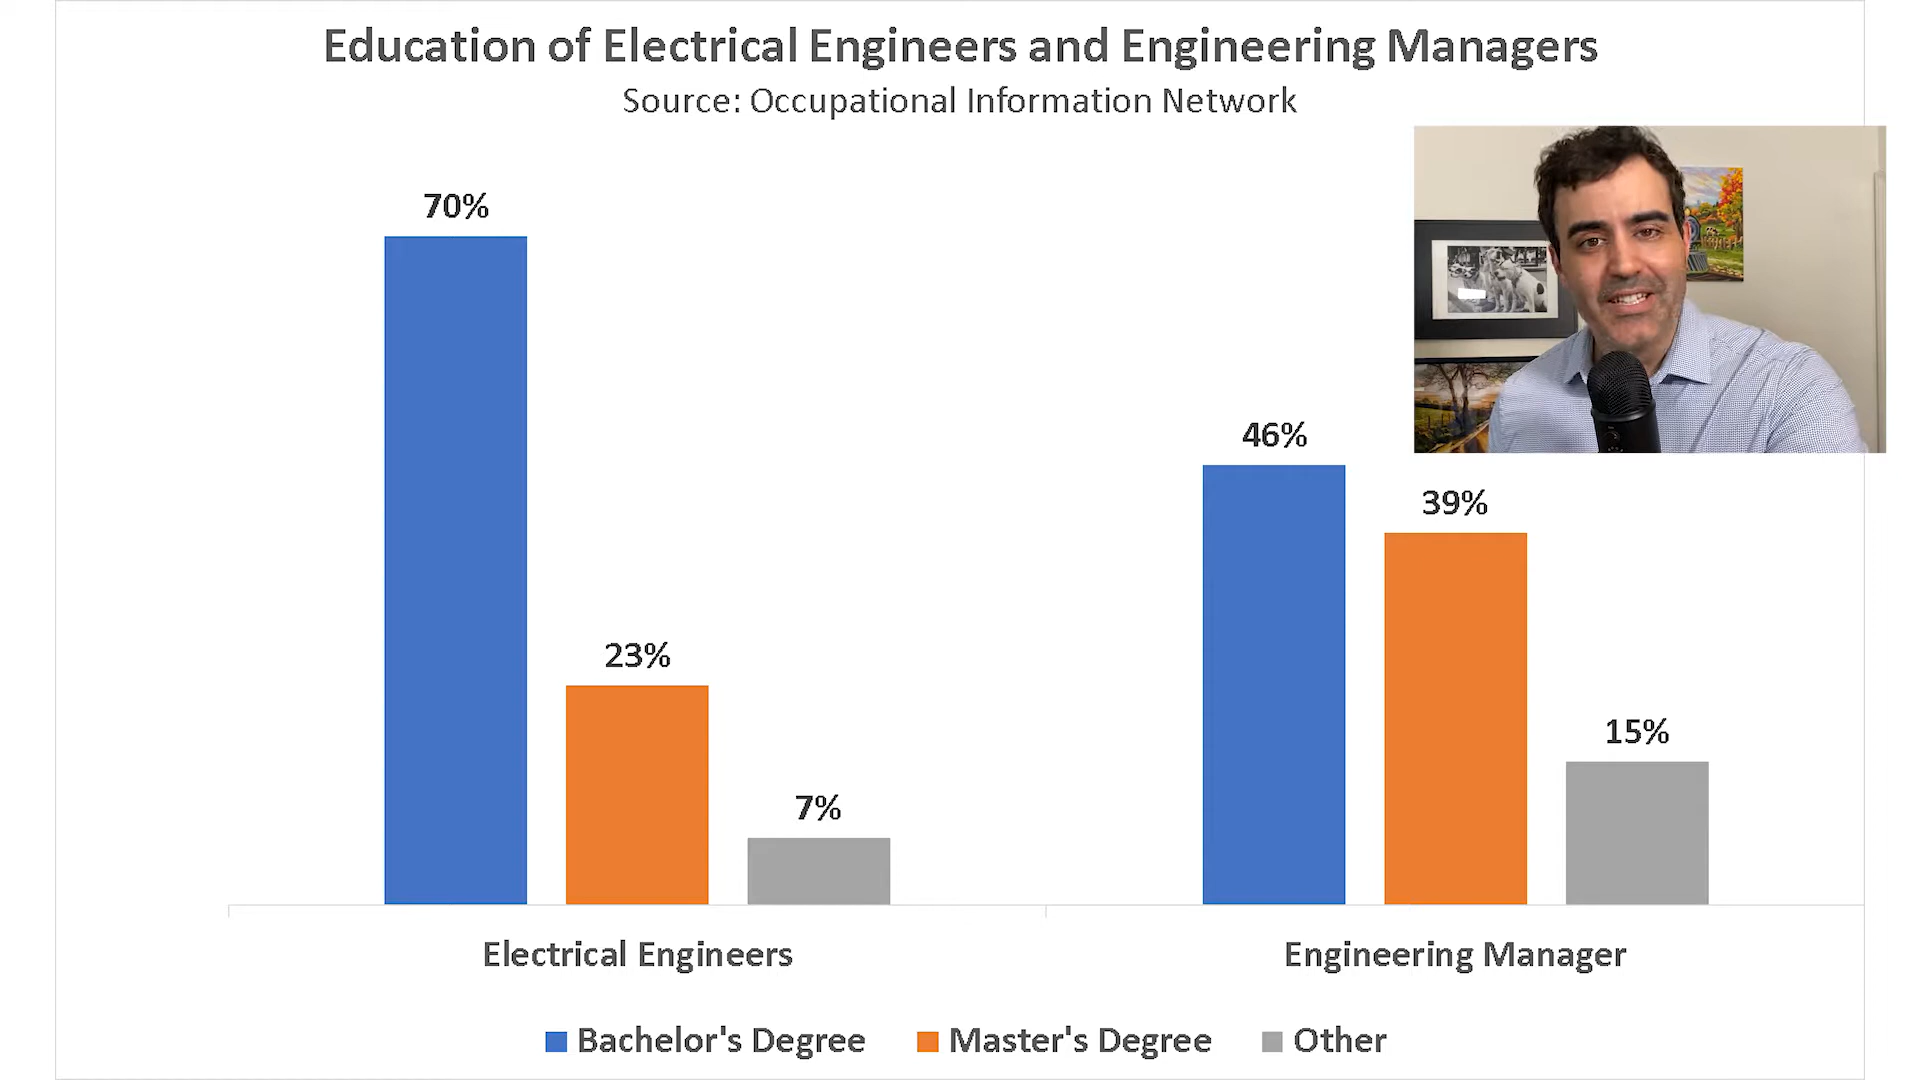 Education of Electrical Engineers and Engineering Managers
Source: Occupational Information Network
70%
23%
7%
46%
39%
15%
Electrical Engineers
Engineering Manager
Bachelor's Degree
Master's Degree
Other